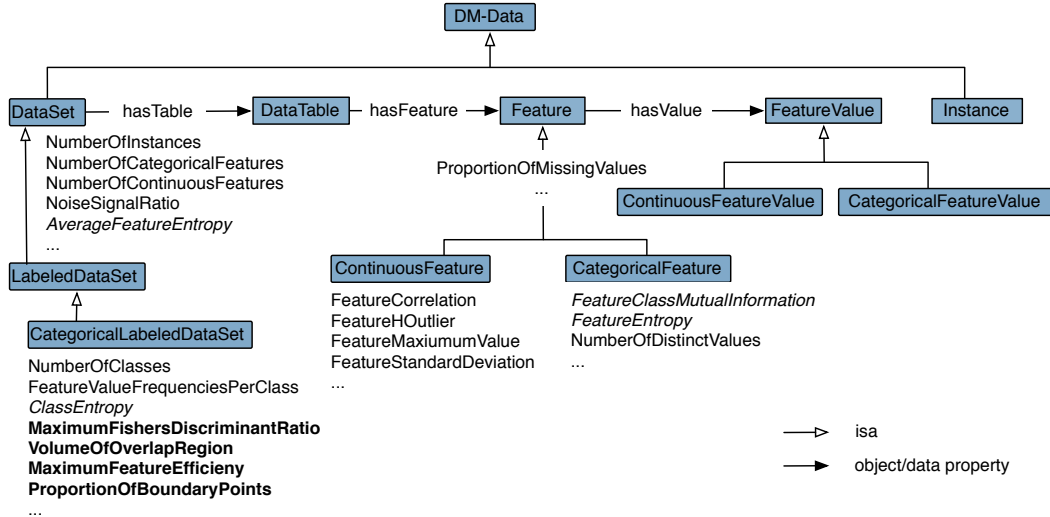 DM-Data
DataSet
hasTable
DataTable
hasFeature
Feature
hasValue
FeatureValue
Instance
NumberOfInstances
NumberOfCategoricalFeatures
NumberOfContinuousFeatures
NoiseSignalRatio
AverageFeatureEntropy
...
ProportionOfMissingValues
...
ContinuousFeatureValue
CategoricalFeatureValue
LabeledDataSet
CategoricalLabeledDataSet
NumberOfClasses
FeatureValueFrequenciesPerClass
ClassEntropy
MaximumFishersDiscriminantRatio
VolumeOfOverlapRegion
MaximumFeatureEfficieny
ProportionOfBoundaryPoints
...
ContinuousFeature
FeatureCorrelation
FeatureHOutlier
FeatureMaxiumumValue
FeatureStandardDeviation
...
CategoricalFeature
FeatureClassMutualInformation
FeatureEntropy
NumberOfDistinctValues
...
isa
object/data property